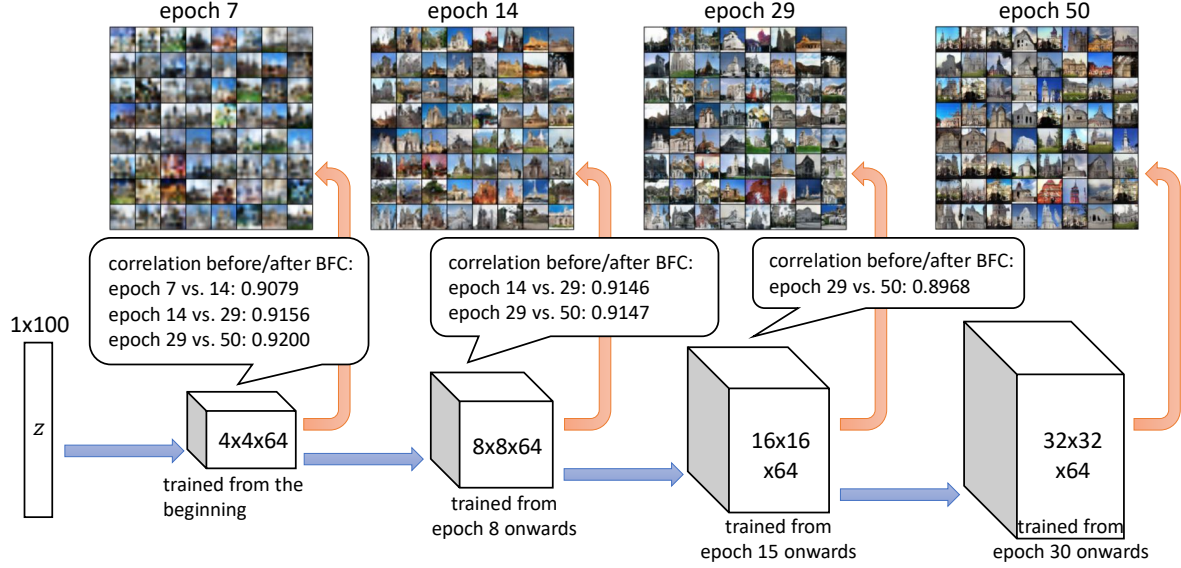 epoch 7
epoch 14
epoch 29
epoch 50
correlation before/after BFC:
epoch 7 vs. 14: 0.9079
epoch 14 vs. 29: 0.9156
epoch 29 vs. 50: 0.9200
correlation before/after BFC:
epoch 14 vs. 29: 0.9146
epoch 29 vs. 50: 0.9147
correlation before/after BFC:
epoch 29 vs. 50: 0.8968
1x100
z
4x4x64
trained from the
beginning
8x8x64
trained from
epoch 8 onwards
16x16
x64
trained from
epoch 15 onwards
32x32
x64
trained from
epoch 30 onwards